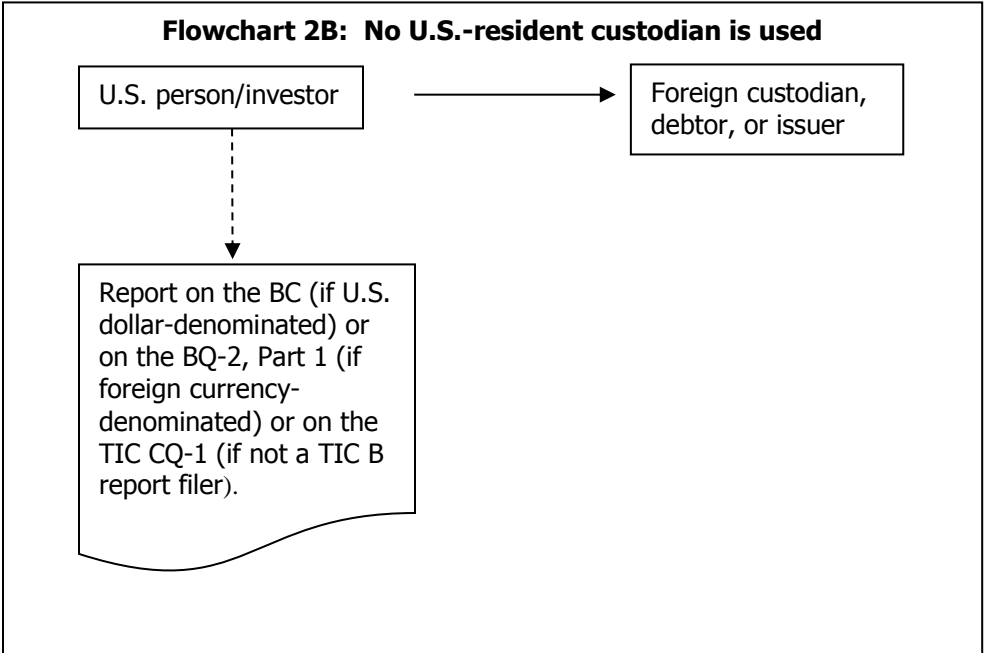 Flowchart 2B:  No U.S.-resident custodian is used
U.S. person/investor
Foreign custodian,
debtor, or issuer
Report on the BC (if U.S.
dollar-denominated) or
on the BQ-2, Part 1 (if
foreign currency-
denominated) or on the
TIC CQ-1 (if not a TIC B
report filer).